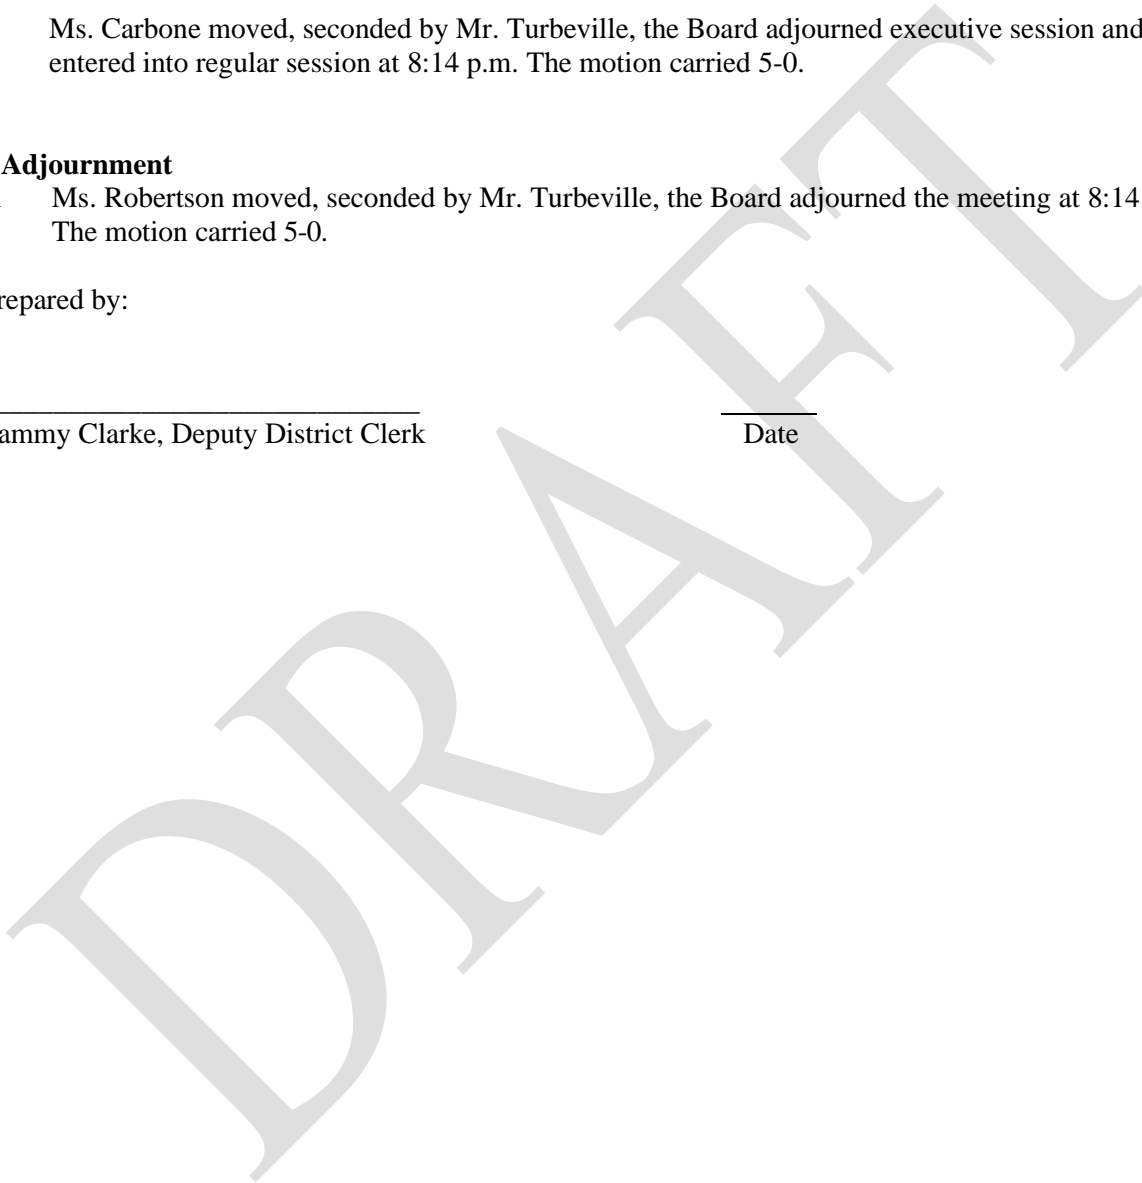 Ms. Carbone moved, seconded by Mr. Turbeville, the Board adjourned executive session and
entered into regular session at 8:14 p.m. The motion carried 5-0.
Adjournment
Ms. Robertson moved, seconded by Mr. Turbeville, the Board adjourned the meeting at 8:14
The motion carried 5-0.
repared by:
ammy Clarke, Deputy District Clerk Date
DRAFT